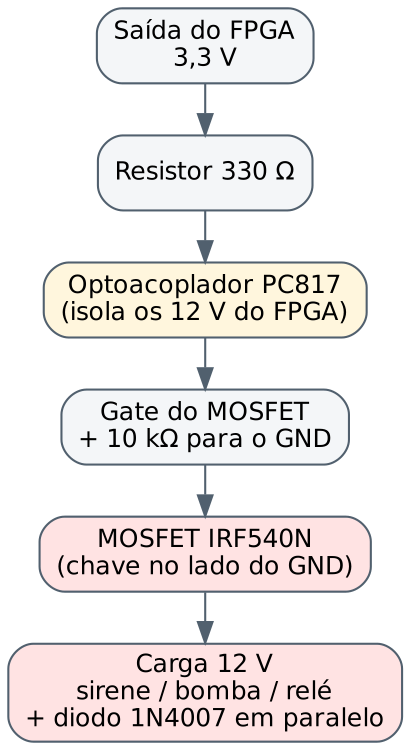 Saída do FPGA
3,3 V
Resistor 330 Ω
Optoacoplador PC817
(isola os 12 V do FPGA)
Gate do MOSFET
+ 10 kΩ para o GND
MOSFET IRF540N
(chave no lado do GND)
Carga 12 V
sirene / bomba / relé
+ diodo 1N4007 em paralelo